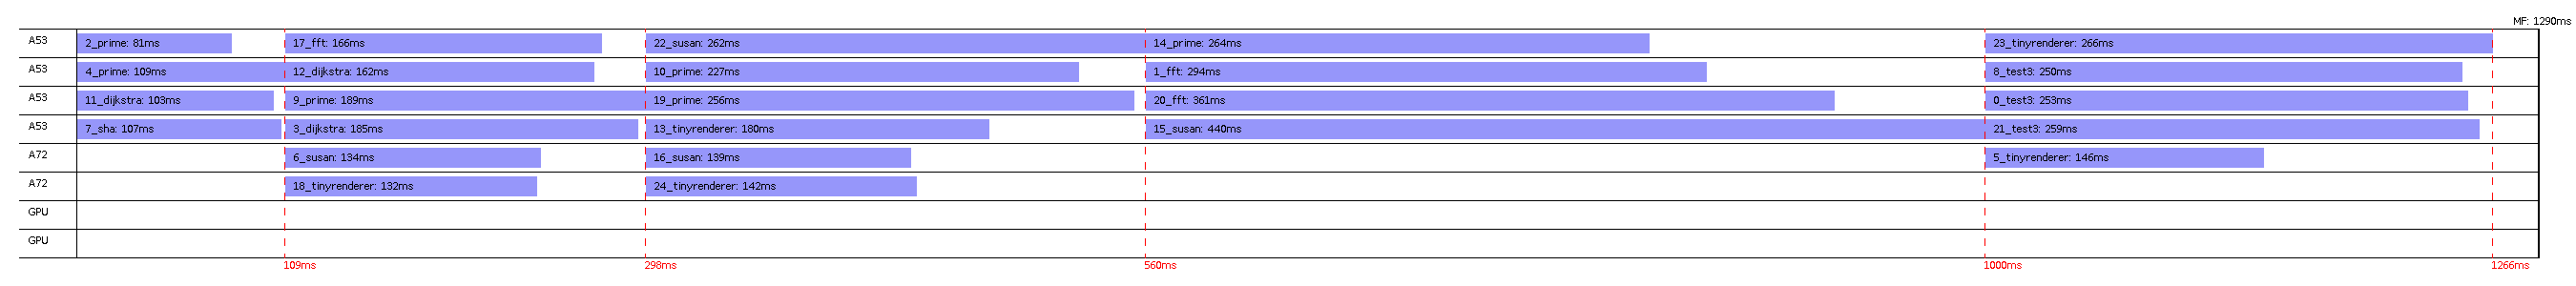 MF: 1290ms
A53 2_prime: 81ms 17_fft: 166ms 22_susan: 262ms 14_prime: 264ms 23_tinyrenderer: 266ms
A53 4_prime: 109ms 12_dijkstra: 162ms 10_prime: 227ms 1_fft: 294ms 8_test3: 250ms
A53 11_dijkstra: 103ms 9_prime: 189ms 19_prime: 256ms 20_fft: 361ms 0_test3: 253ms
A53 7_sha: 107ms 3_dijkstra: 185ms 13_tinyrenderer: 180ms 15_susan: 440ms 21_test3: 259ms
A72 6_susan: 134ms 16_susan: 139ms 5_tinyrenderer: 146ms
A72 18_tinyrenderer: 132ms 24_tinyrenderer: 142ms
GPU
GPU
109ms 298ms 560ms 1000ms 1266ms